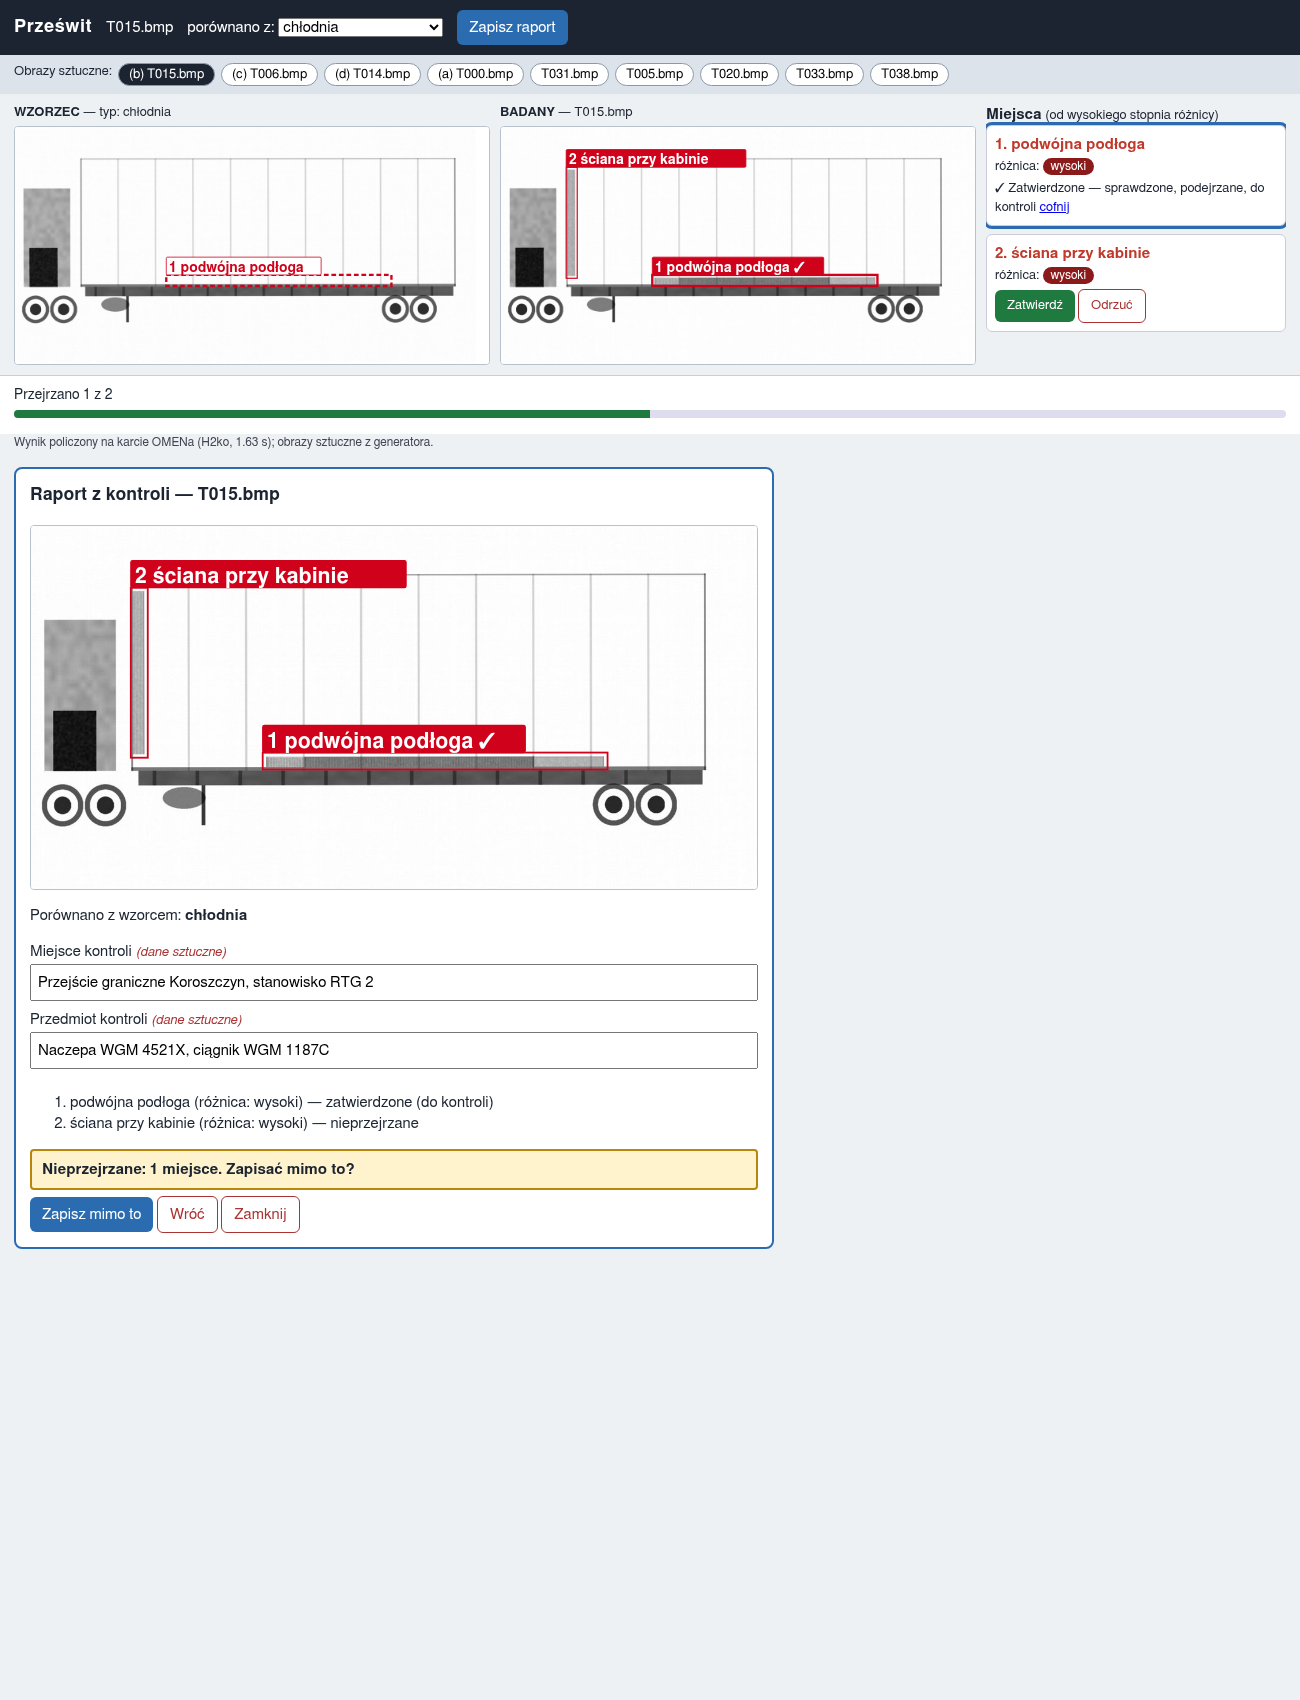 Prześwit T015.bmp porównano z: chłodnia Zapisz raport
Obrazy sztuczne: (b) T015.bmp (c) T006.bmp (d) T014.bmp (a) T000.bmp T031.bmp T005.bmp T020.bmp T033.bmp T038.bmp
WZORZEC — typ: chłodnia
1 podwójna podłoga
BADANY — T015.bmp
2 ściana przy kabinie
1 podwójna podłoga ✓
Miejsca (od wysokiego stopnia różnicy)
1. podwójna podłoga
różnica: wysoki
✓ Zatwierdzone — sprawdzone, podejrzane, do
kontroli cofnij
2. ściana przy kabinie
różnica: wysoki
Zatwierdź Odrzuć
Przejrzano 1 z 2
Wynik policzony na karcie OMENa (H2ko, 1.63 s); obrazy sztuczne z generatora.
Raport z kontroli — T015.bmp
2 ściana przy kabinie
1 podwójna podłoga ✓
Porównano z wzorcem: chłodnia
Miejsce kontroli (dane sztuczne)
Przejście graniczne Koroszczyn, stanowisko RTG 2
Przedmiot kontroli (dane sztuczne)
Naczepa WGM 4521X, ciągnik WGM 1187C
1. podwójna podłoga (różnica: wysoki) — zatwierdzone (do kontroli)
2. ściana przy kabinie (różnica: wysoki) — nieprzejrzane
Nieprzejrzane: 1 miejsce. Zapisać mimo to?
Zapisz mimo to Wróć Zamknij